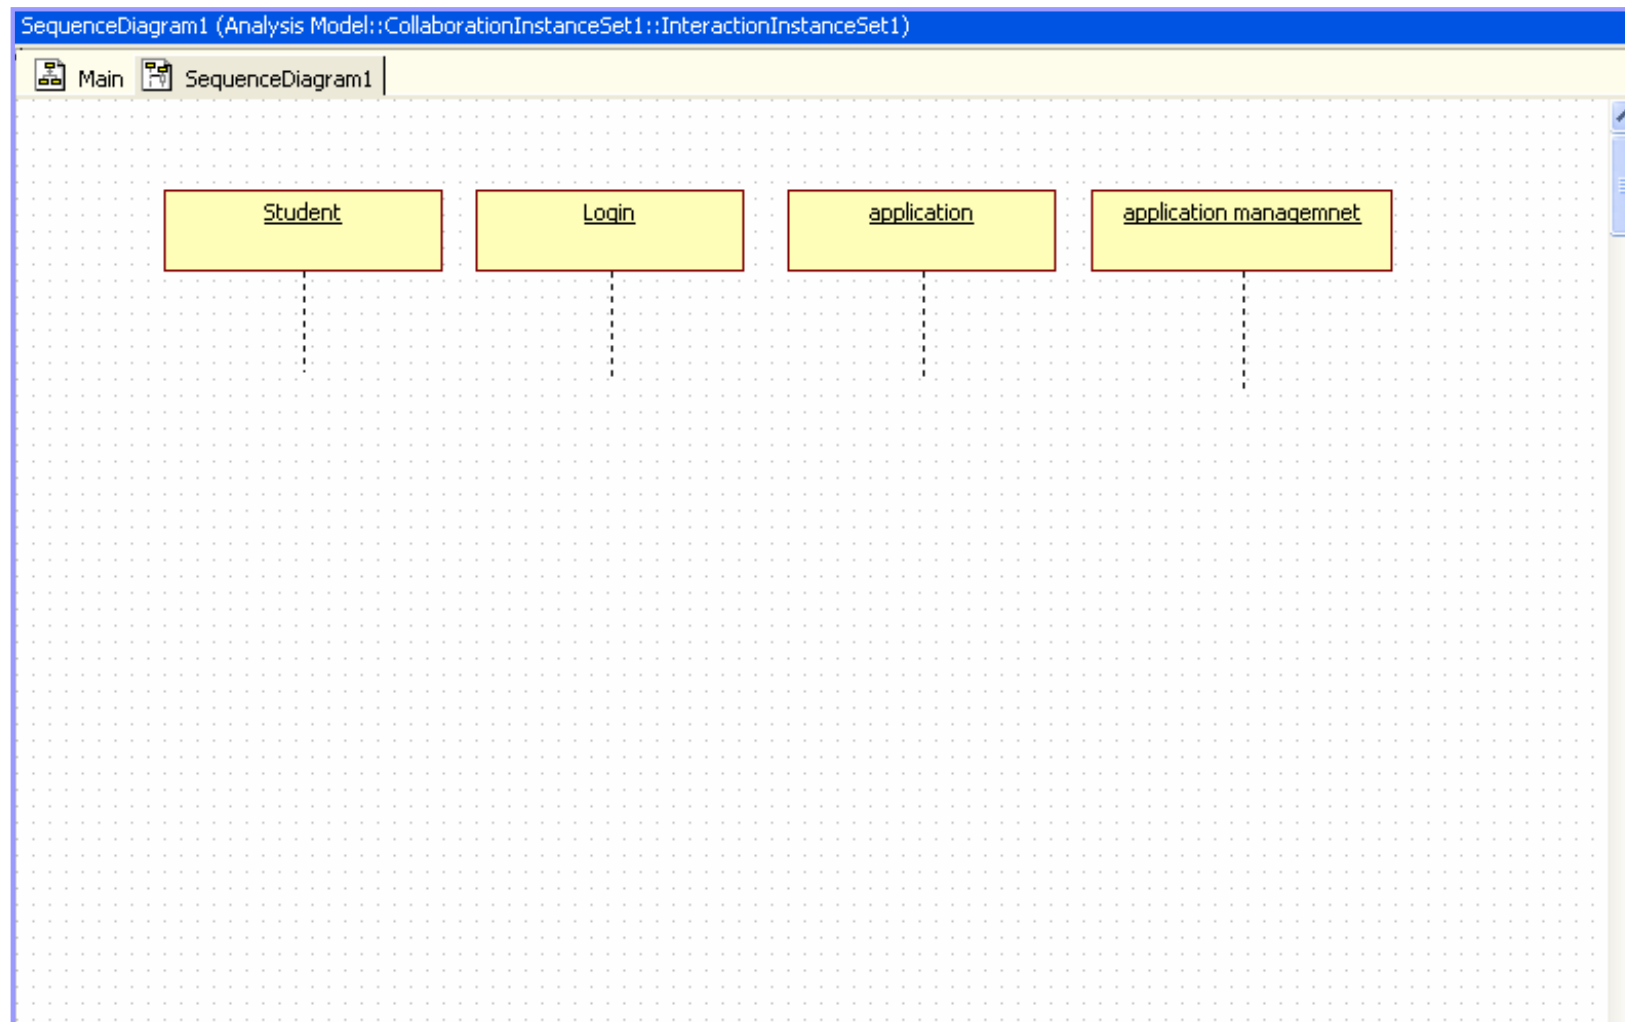 SequenceDiagram1 (Analysis Model::CollaborationInstanceSet1::InteractionInstanceSet1)
Main SequenceDiagram1
Student Login application application managemnet